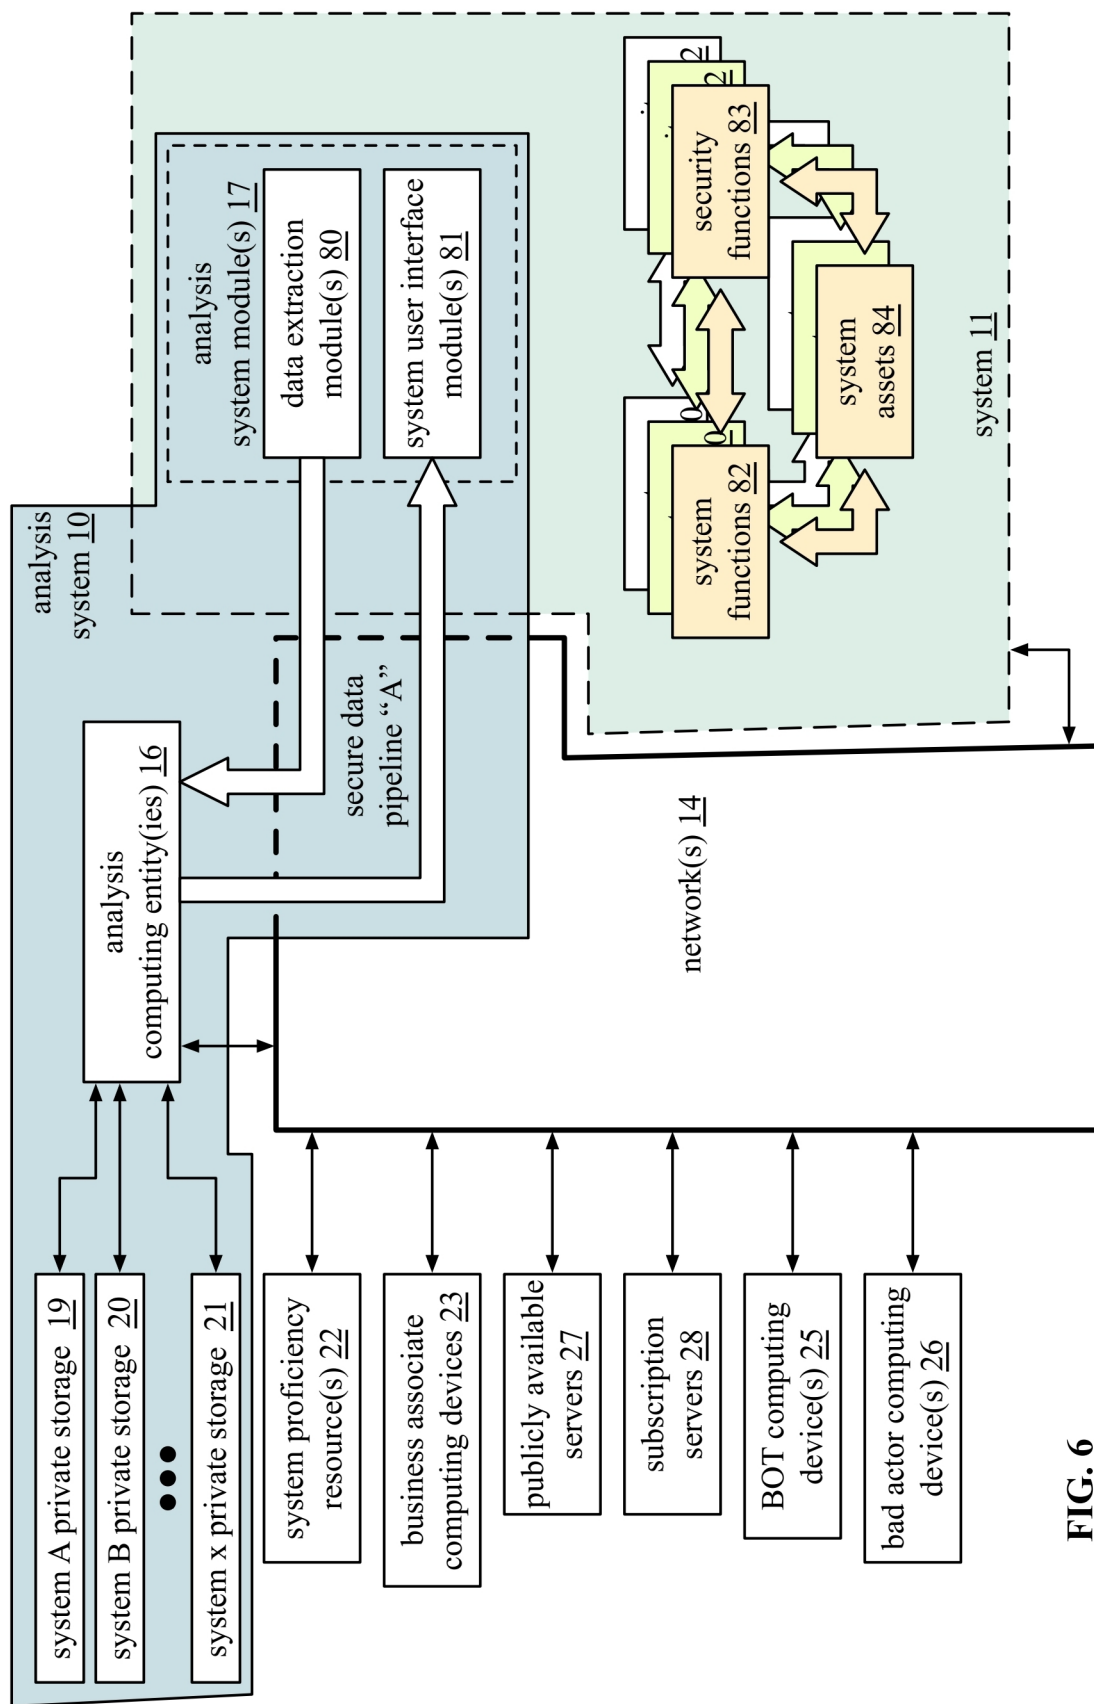 analysis
system 10
analysis
computing entity(ies) 16
system A private storage 19
system B private storage 20
system x private storage 21
analysis
system module(s) 17
data extraction
module(s) 80
system user interface
module(s) 81
secure data
pipeline “A”
system proficiency
resource(s) 22
business associate
computing devices 23
publicly available
servers 27
subscription
servers 28
BOT computing
device(s) 25
bad actor computing
device(s) 26
network(s) 14
system
functions 82
0
0
security
functions 83
2
2
system
assets 84
system 11
FIG. 6